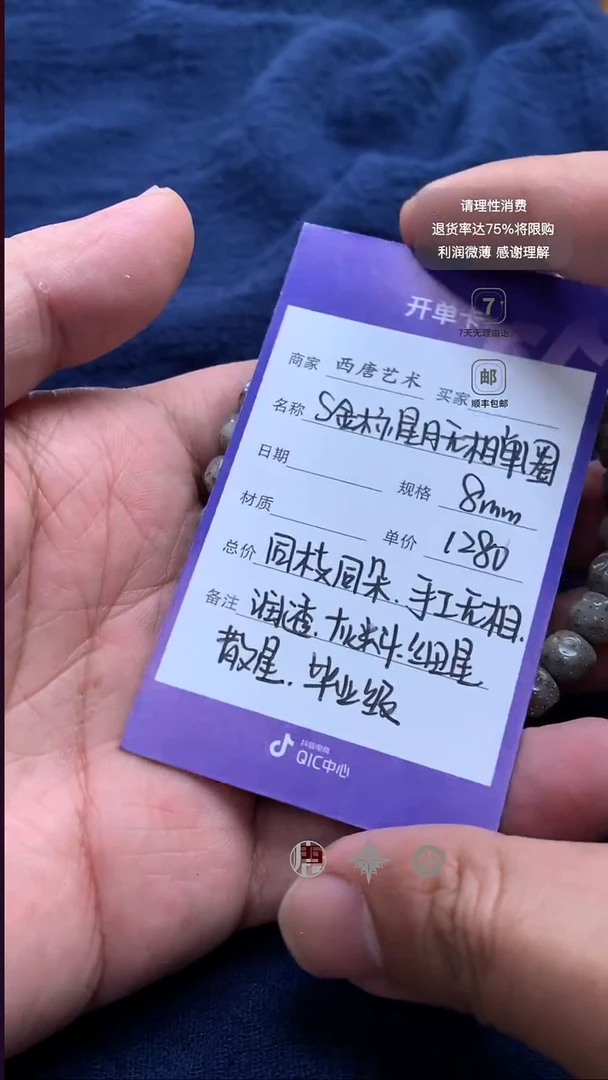 请理性消费
退货率达75%将限购
利润微薄 感谢理解
开单卡
7
7天无理由退
邮
顺丰包邮
商家 西唐艺术 买家
名称 S金标星月无相单圈
日期
规格 8mm
材质
单价 1280
总价 同枝同朵.手工无相.
备注 润透.大料.细星
散星.毕业级
抖音电商
QIC中心